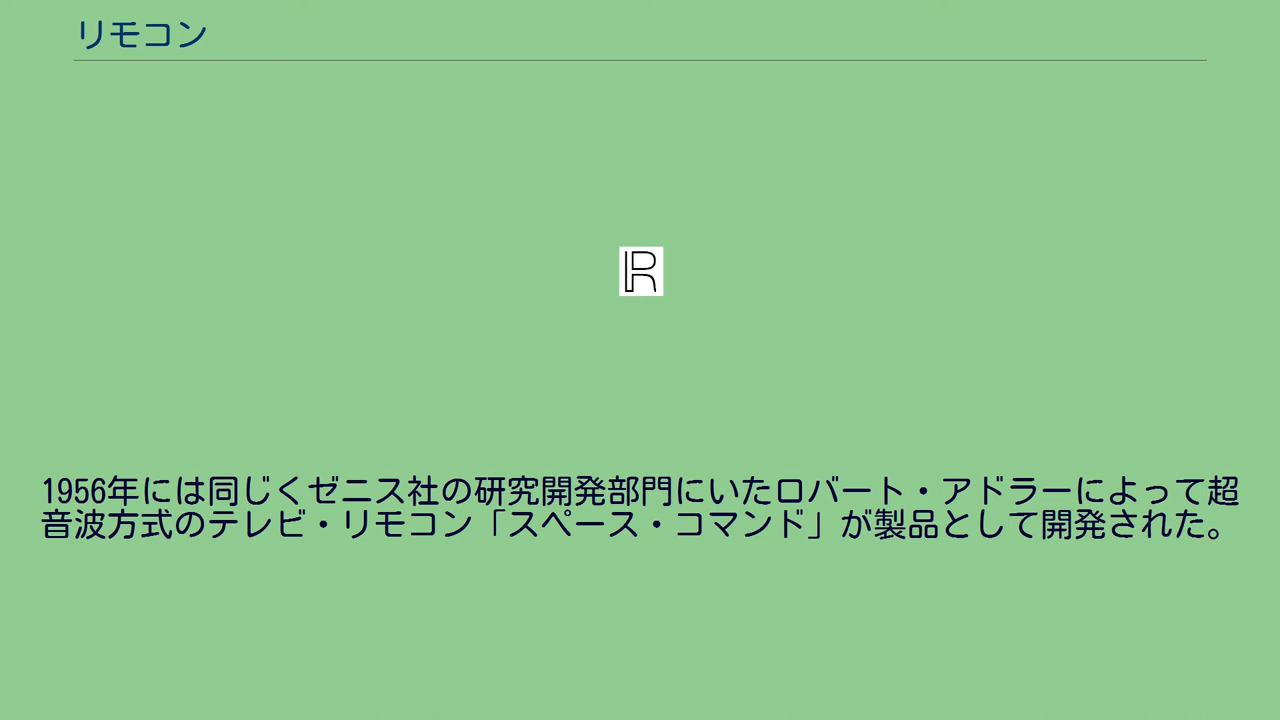 リモコン
ℝ
1956年には同じくゼニス社の研究開発部門にいたロバート・アドラーによって超
音波方式のテレビ・リモコン「スペース・コマンド」が製品として開発された。